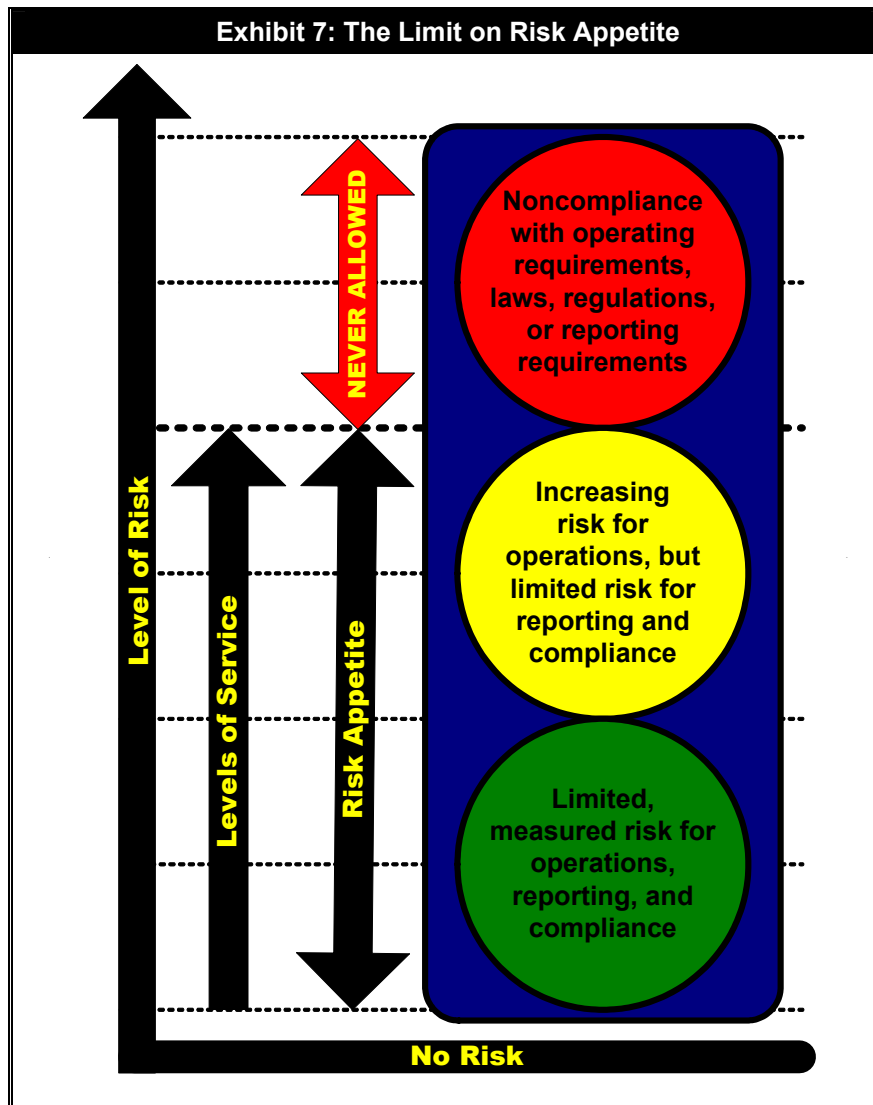 Exhibit 7: The Limit on Risk Appetite
NEVER ALLOWED
Noncompliance
with operating
requirements,
laws, regulations,
or reporting
requirements
Level of Risk
Levels of Service
Risk Appetite
Increasing
risk for
operations, but
limited risk for
reporting and
compliance
Limited,
measured risk for
operations,
reporting, and
compliance
No Risk